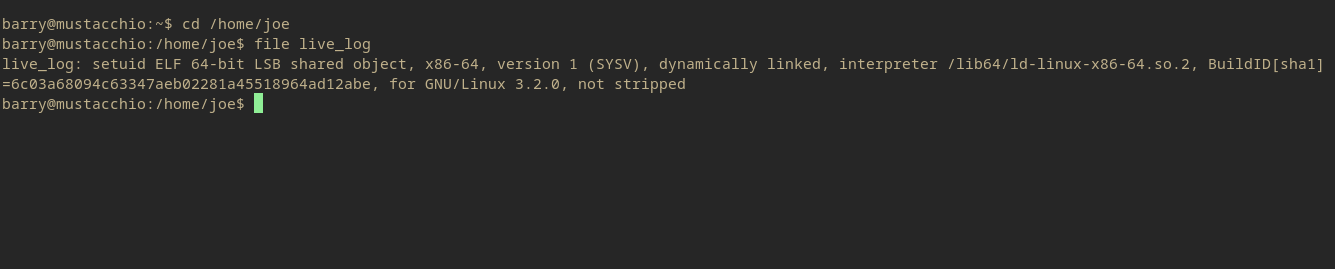 barry@mustacchio:~$ cd /home/joe
barry@mustacchio:/home/joe$ file live_log
live_log: setuid ELF 64-bit LSB shared object, x86-64, version 1 (SYSV), dynamically linked, interpreter /lib64/ld-linux-x86-64.so.2, BuildID[sha1]
=6c03a68094c63347aeb02281a45518964ad12abe, for GNU/Linux 3.2.0, not stripped
barry@mustacchio:/home/joe$